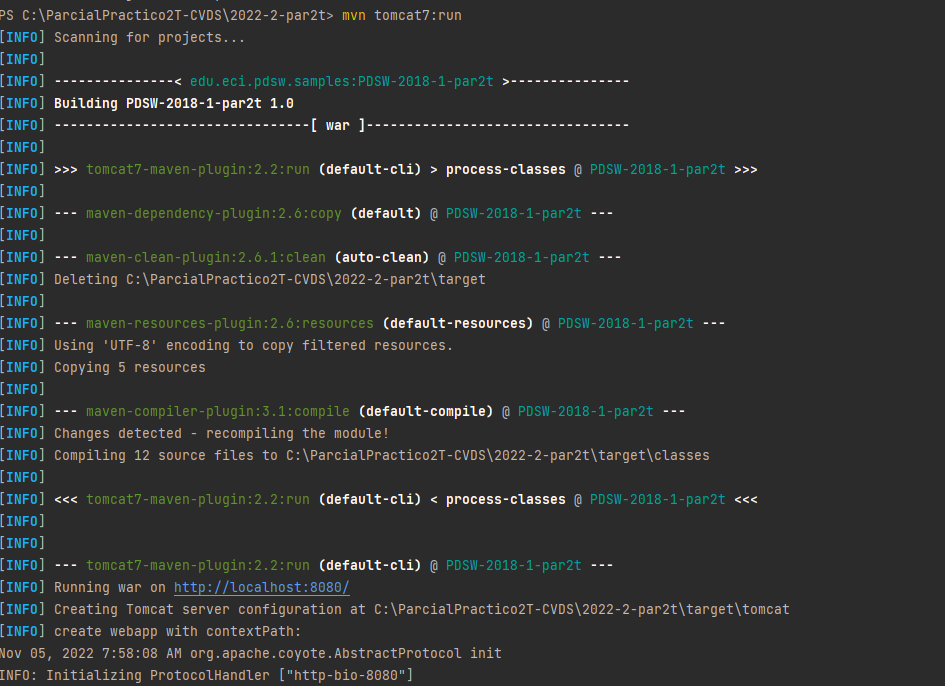 PS C:\ParcialPractico2T-CVDS\2022-2-par2t> mvn tomcat7:run
[INFO] Scanning for projects...
[INFO]
[INFO] ---------------< edu.eci.pdsw.samples:PDSW-2018-1-par2t >---------------
[INFO] Building PDSW-2018-1-par2t 1.0
[INFO] --------------------------------[ war ]---------------------------------
[INFO]
[INFO] >>> tomcat7-maven-plugin:2.2:run (default-cli) > process-classes @ PDSW-2018-1-par2t >>>
[INFO]
[INFO] --- maven-dependency-plugin:2.6:copy (default) @ PDSW-2018-1-par2t ---
[INFO]
[INFO] --- maven-clean-plugin:2.6.1:clean (auto-clean) @ PDSW-2018-1-par2t ---
[INFO] Deleting C:\ParcialPractico2T-CVDS\2022-2-par2t\target
[INFO]
[INFO] --- maven-resources-plugin:2.6:resources (default-resources) @ PDSW-2018-1-par2t ---
[INFO] Using 'UTF-8' encoding to copy filtered resources.
[INFO] Copying 5 resources
[INFO]
[INFO] --- maven-compiler-plugin:3.1:compile (default-compile) @ PDSW-2018-1-par2t ---
[INFO] Changes detected - recompiling the module!
[INFO] Compiling 12 source files to C:\ParcialPractico2T-CVDS\2022-2-par2t\target\classes
[INFO]
[INFO] <<< tomcat7-maven-plugin:2.2:run (default-cli) < process-classes @ PDSW-2018-1-par2t <<<
[INFO]
[INFO]
[INFO] --- tomcat7-maven-plugin:2.2:run (default-cli) @ PDSW-2018-1-par2t ---
[INFO] Running war on http://localhost:8080/
[INFO] Creating Tomcat server configuration at C:\ParcialPractico2T-CVDS\2022-2-par2t\target\tomcat
[INFO] create webapp with contextPath:
Nov 05, 2022 7:58:08 AM org.apache.coyote.AbstractProtocol init
INFO: Initializing ProtocolHandler ["http-bio-8080"]